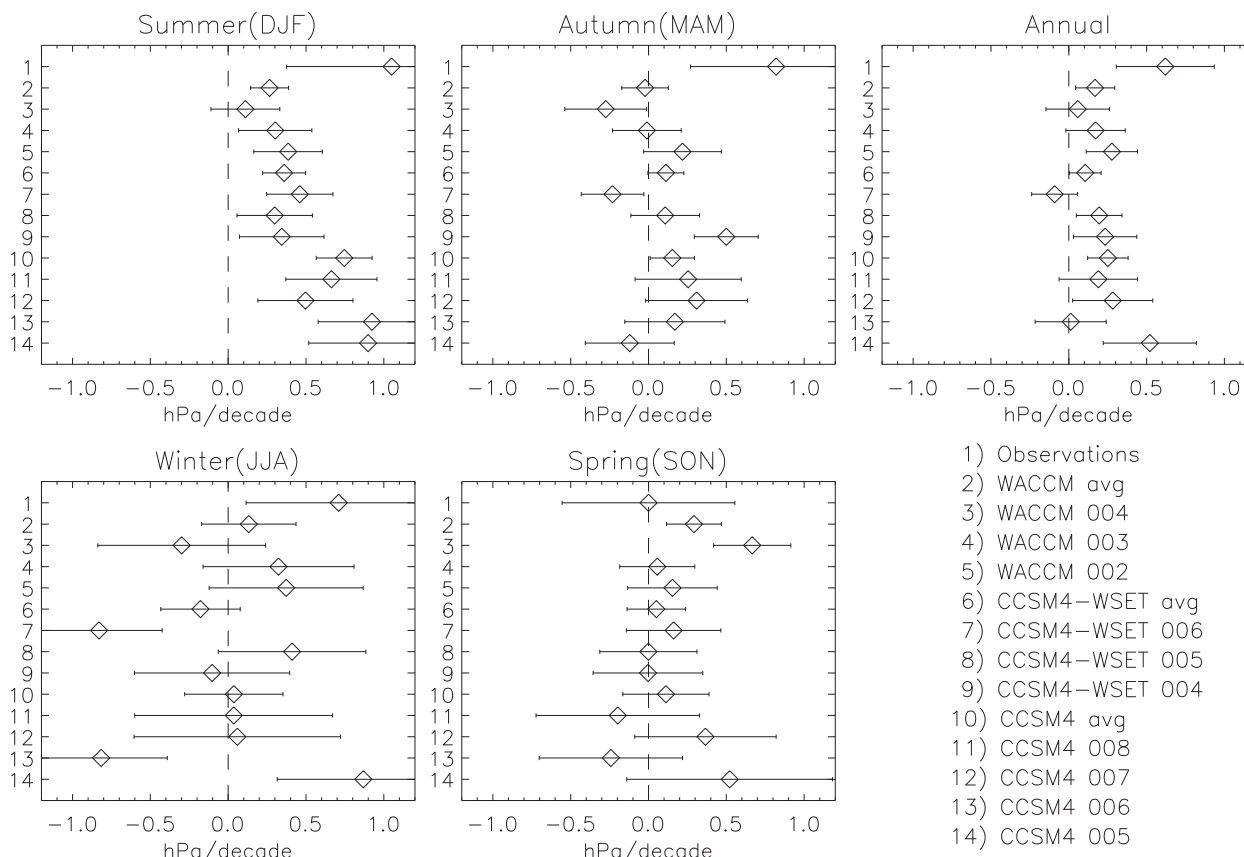 Summer(DJF)
1
2
3
4
5
6
7
8
9
10
11
12
13
14
-1.0 -0.5 0.0 0.5 1.0
hPa/decade
Autumn(MAM)
1
2
3
4
5
6
7
8
9
10
11
12
13
14
-1.0 -0.5 0.0 0.5 1.0
hPa/decade
Annual
1
2
3
4
5
6
7
8
9
10
11
12
13
14
-1.0 -0.5 0.0 0.5 1.0
hPa/decade
Winter(JJA)
1
2
3
4
5
6
7
8
9
10
11
12
13
14
-1.0 -0.5 0.0 0.5 1.0
hPa/decade
Spring(SON)
1
2
3
4
5
6
7
8
9
10
11
12
13
14
-1.0 -0.5 0.0 0.5 1.0
hPa/decade
1) Observations
2) WACCM avg
3) WACCM 004
4) WACCM 003
5) WACCM 002
6) CCSM4-WSET avg
7) CCSM4-WSET 006
8) CCSM4-WSET 005
9) CCSM4-WSET 004
10) CCSM4 avg
11) CCSM4 008
12) CCSM4 007
13) CCSM4 006
14) CCSM4 005